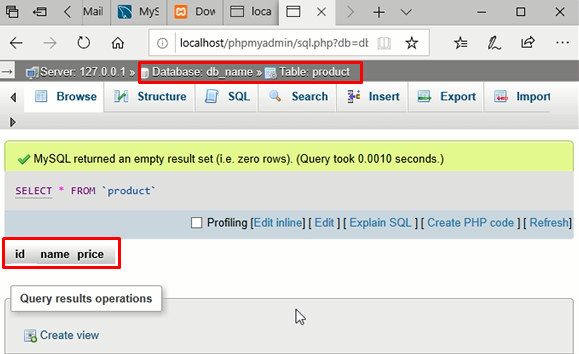 Mail MyS Dow loca
localhost/phpmyadmin/sql.php?db=db
Server: 127.0.0.1 » Database: db_name » Table: product
Browse Structure SQL Search Insert Export Import
MySQL returned an empty result set (i.e. zero rows). (Query took 0.0010 seconds.)
SELECT * FROM `product`
Profiling [Edit inline] [ Edit ] [ Explain SQL ] [ Create PHP code ] [ Refresh]
id name price
Query results operations
Create view